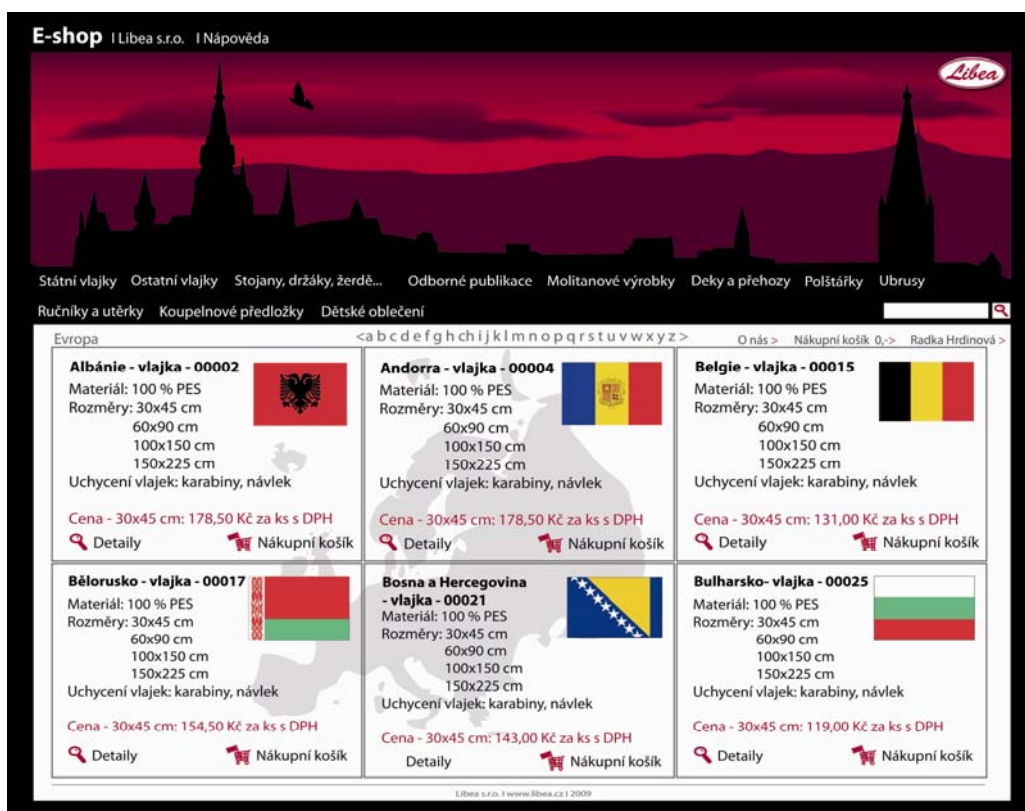 E-shop I Libea s.r.o. I Nápověda
Libea
Státní vlajky Ostatní vlajky Stojany, držáky, žerdě... Odborné publikace Molitanové výrobky Deky a přehozy Polštářky Ubrusy
Ručníky a utěrky Koupelnové předložky Dětské oblečení
Evropa <a b c d e f g h ch i j k l m n o p q r s t u v w x y z > O nás > Nákupní košík 0,-> Radka Hrdinová >
Albánie - vlajka - 00002
Materiál: 100 % PES
Rozměry: 30x45 cm
60x90 cm
100x150 cm
150x225 cm
Uchycení vlajek: karabiny, návlek
Cena - 30x45 cm: 178,50 Kč za ks s DPH
Detaily Nákupní košík
Andorra - vlajka - 00004
Materiál: 100 % PES
Rozměry: 30x45 cm
60x90 cm
100x150 cm
150x225 cm
Uchycení vlajek: karabiny, návlek
Cena - 30x45 cm: 178,50 Kč za ks s DPH
Detaily Nákupní košík
Belgie - vlajka - 00015
Materiál: 100 % PES
Rozměry: 30x45 cm
60x90 cm
100x150 cm
150x225 cm
Uchycení vlajek: karabiny, návlek
Cena - 30x45 cm: 131,00 Kč za ks s DPH
Detaily Nákupní košík
Bělorusko - vlajka - 00017
Materiál: 100 % PES
Rozměry: 30x45 cm
60x90 cm
100x150 cm
150x225 cm
Uchycení vlajek: karabiny, návlek
Cena - 30x45 cm: 154,50 Kč za ks s DPH
Detaily Nákupní košík
Bosna a Hercegovina
- vlajka - 00021
Materiál: 100 % PES
Rozměry: 30x45 cm
60x90 cm
100x150 cm
150x225 cm
Uchycení vlajek: karabiny, návlek
Cena - 30x45 cm: 143,00 Kč za ks s DPH
Detaily Nákupní košík
Bulharsko- vlajka - 00025
Materiál: 100 % PES
Rozměry: 30x45 cm
60x90 cm
100x150 cm
150x225 cm
Uchycení vlajek: karabiny, návlek
Cena - 30x45 cm: 119,00 Kč za ks s DPH
Detaily Nákupní košík
Libea s.r.o. I www.libea.cz I 2009